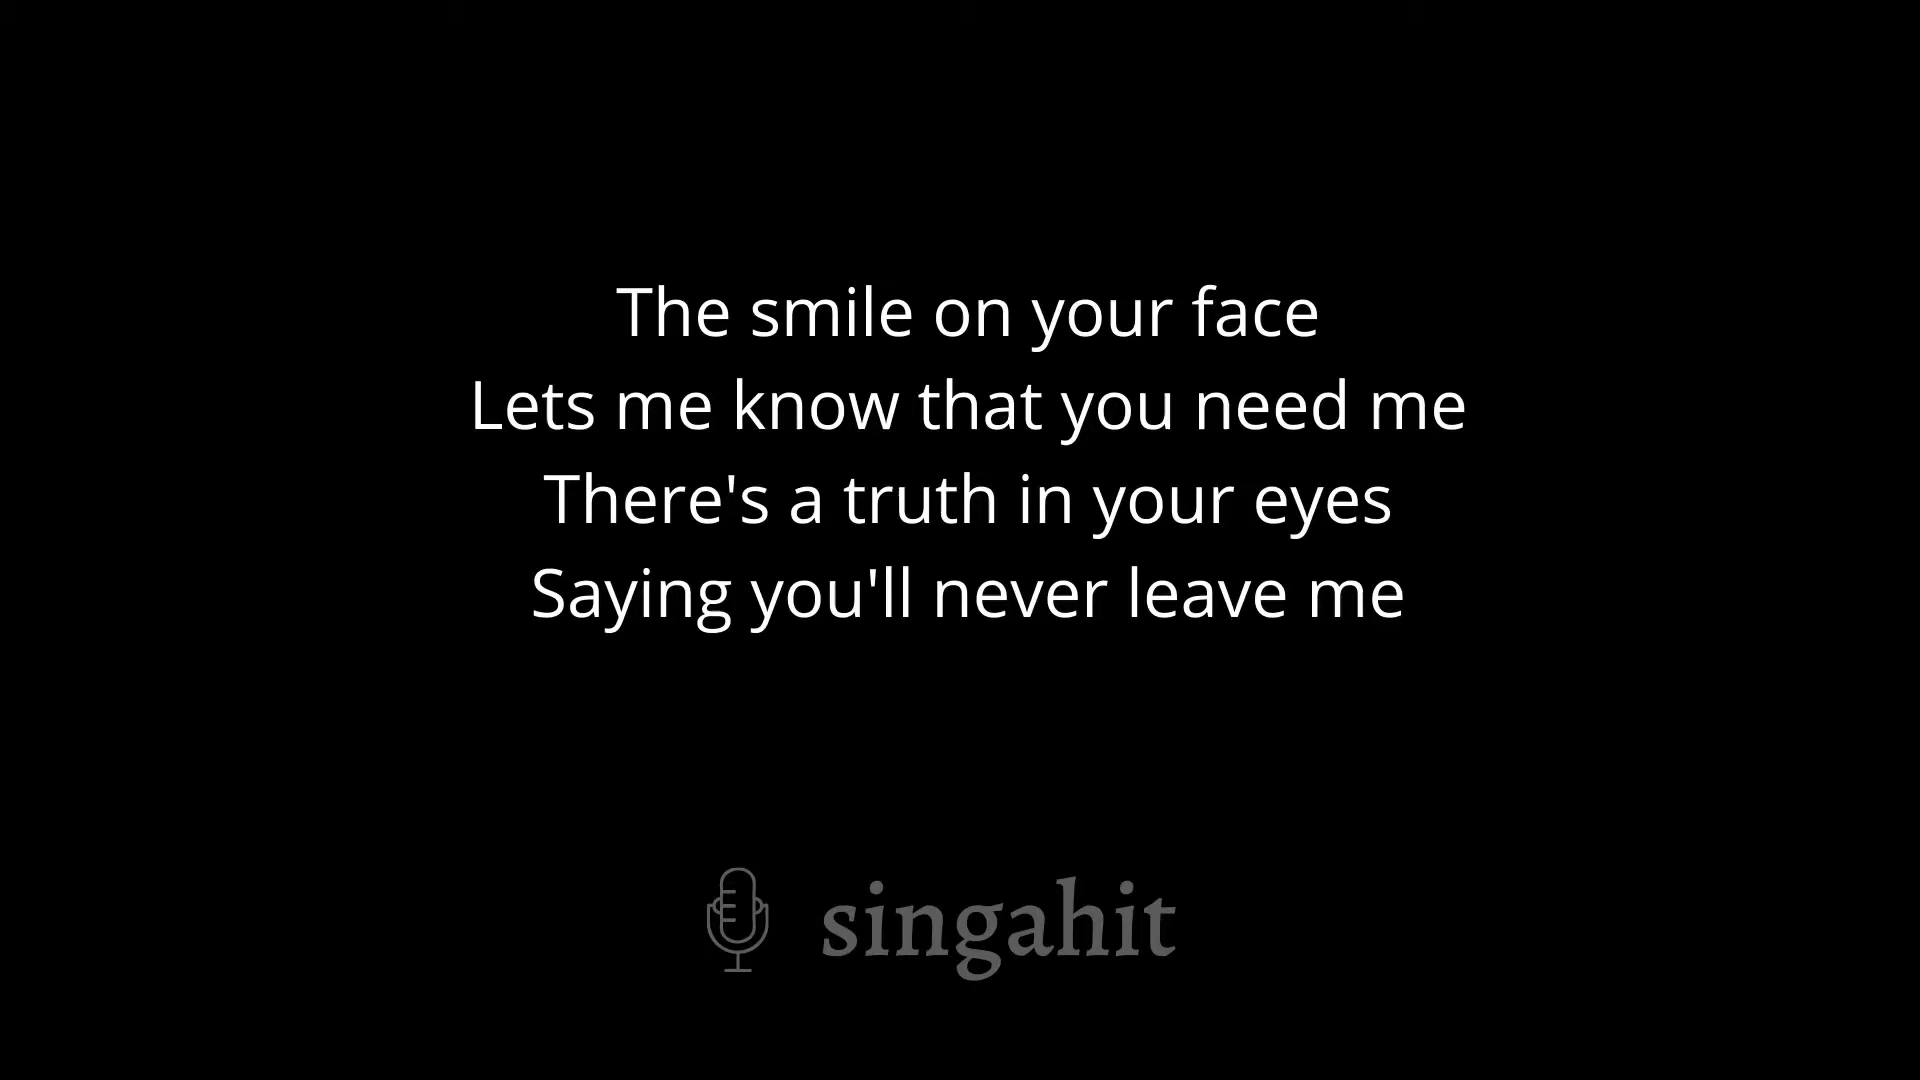 The smile on your face
Lets me know that you need me
There's a truth in your eyes
Saying you'll never leave me
singahit